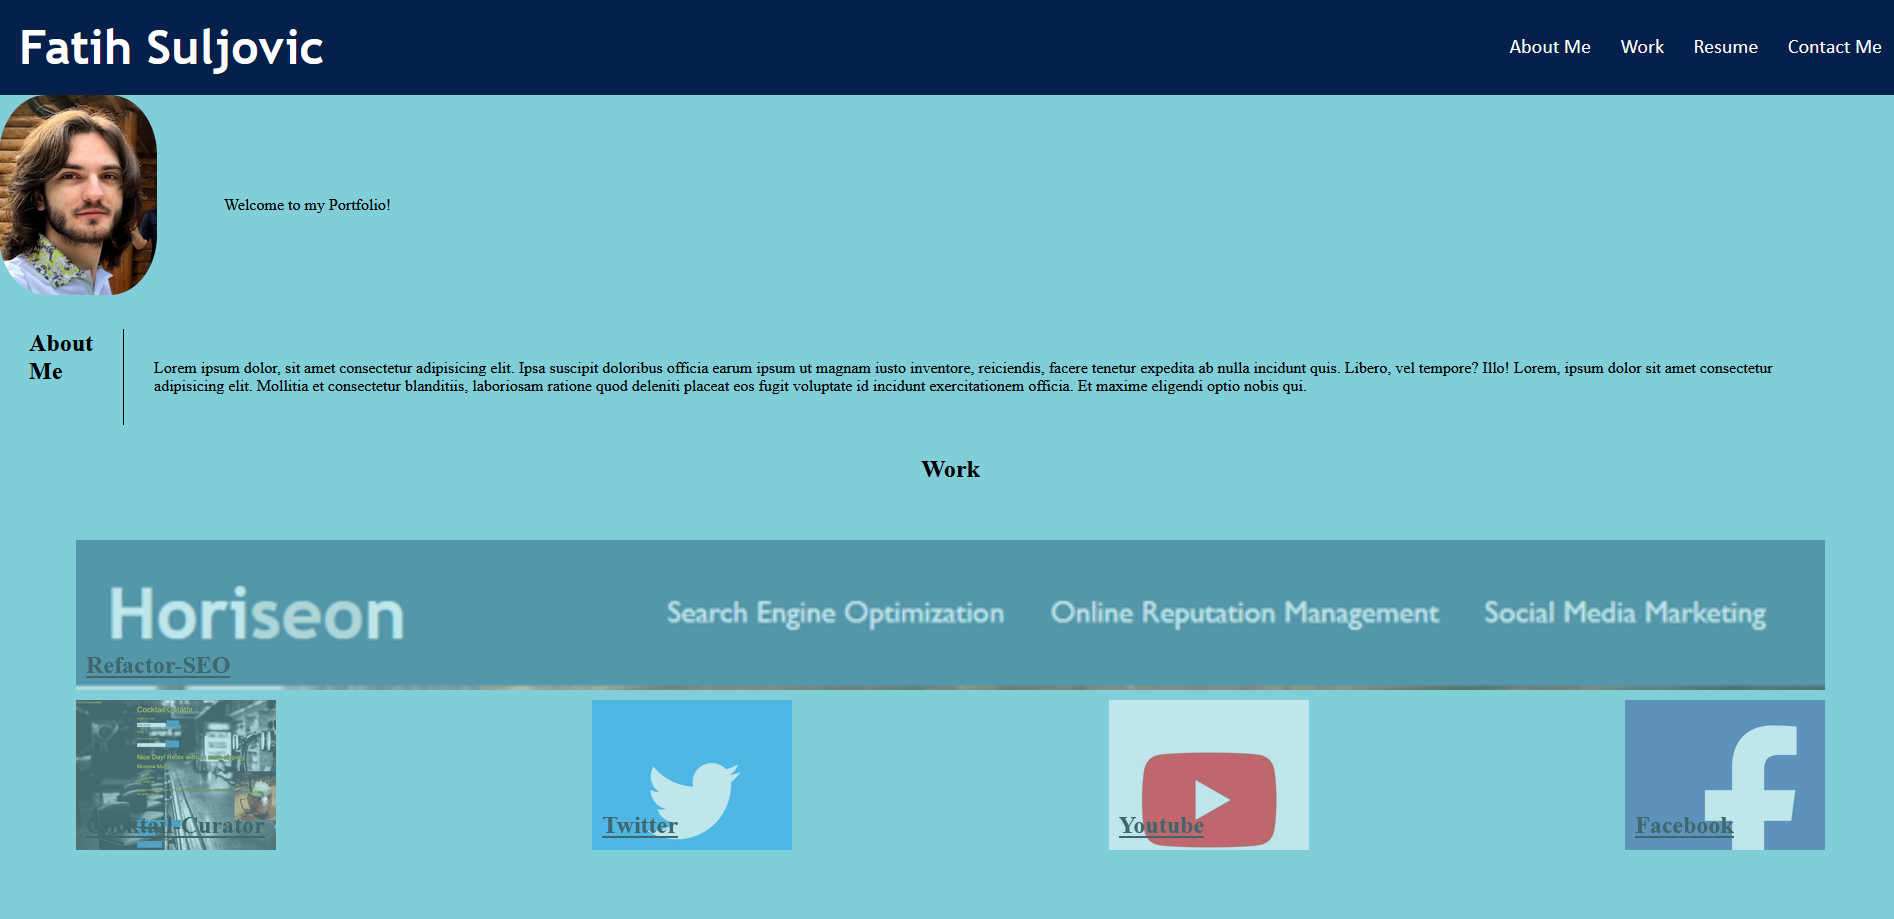 Fatih Suljovic
About Me Work Resume Contact Me
Welcome to my Portfolio!
About
Me
Lorem ipsum dolor, sit amet consectetur adipisicing elit. Ipsa suscipit doloribus officia earum ipsum ut magnam iusto inventore, reiciendis, facere tenetur expedita ab nulla incidunt quis. Libero, vel tempore? Illo! Lorem, ipsum dolor sit amet consectetur
adipisicing elit. Mollitia et consectetur blanditiis, laboriosam ratione quod deleniti placeat eos fugit voluptate id incidunt exercitationem officia. Et maxime eligendi optio nobis qui.
Work
Horiseon Search Engine Optimization Online Reputation Management Social Media Marketing
Refactor-SEO
Cocktail Curator
Nice Day! Relax with
Cocktail-Curator
Twitter
Youtube
Facebook